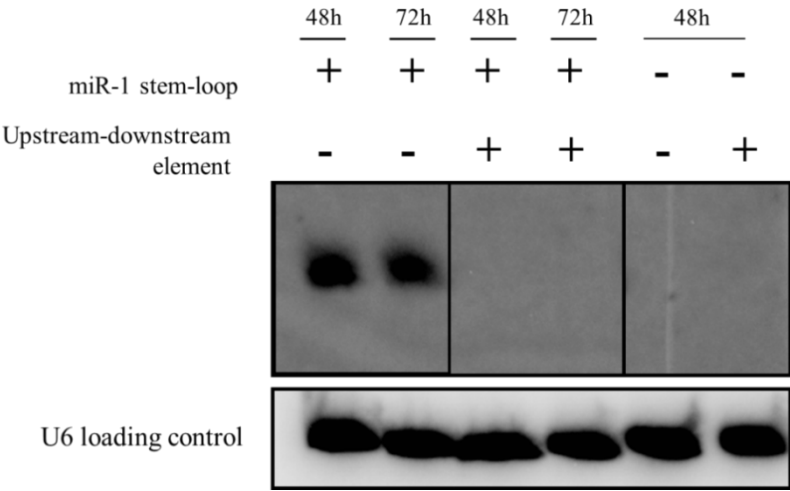 48h 72h 48h 72h 48h
miR-1 stem-loop + + + + - -
Upstream-downstream
element - - + + - +
U6 loading control